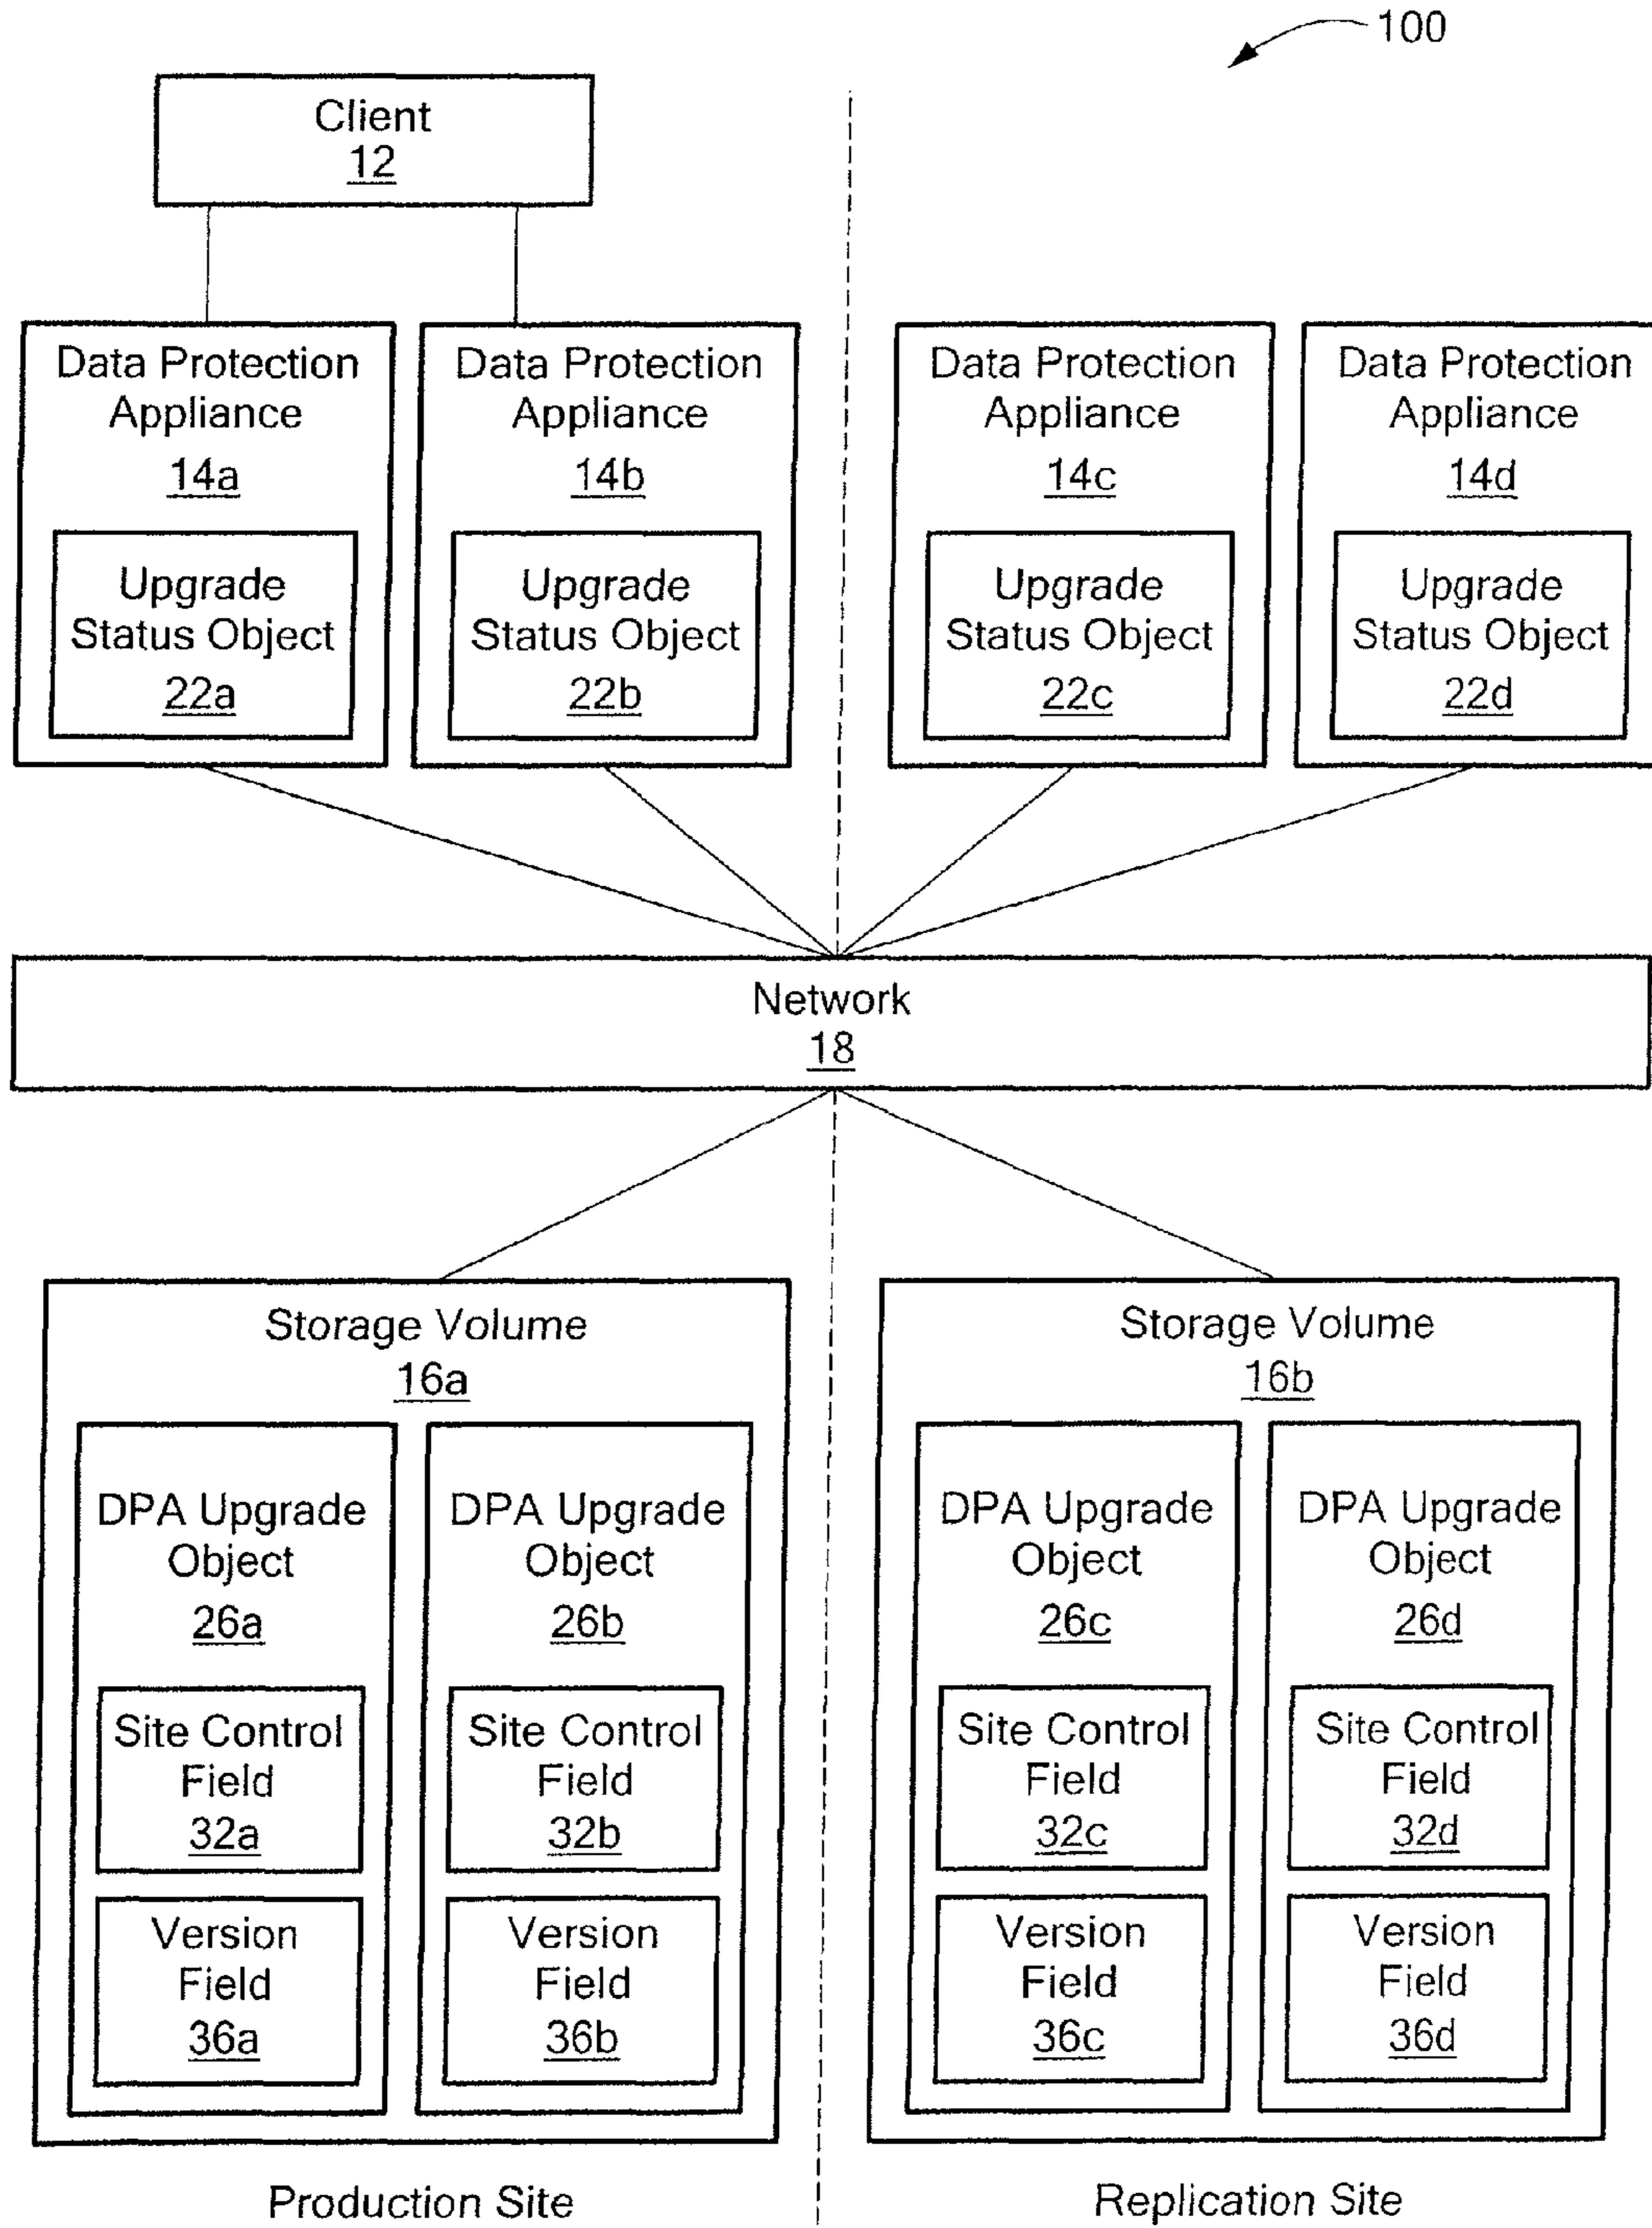 100
Client
12
Data Protection
Appliance
14a
Upgrade
Status Object
22a
Data Protection
Appliance
14b
Upgrade
Status Object
22b
Data Protection
Appliance
14c
Upgrade
Status Object
22c
Data Protection
Appliance
14d
Upgrade
Status Object
22d
Network
18
Storage Volume
16a
DPA Upgrade
Object
26a
Site Control
Field
32a
Version
Field
36a
DPA Upgrade
Object
26b
Site Control
Field
32b
Version
Field
36b
Storage Volume
16b
DPA Upgrade
Object
26c
Site Control
Field
32c
Version
Field
36c
DPA Upgrade
Object
26d
Site Control
Field
32d
Version
Field
36d
Production Site
Replication Site